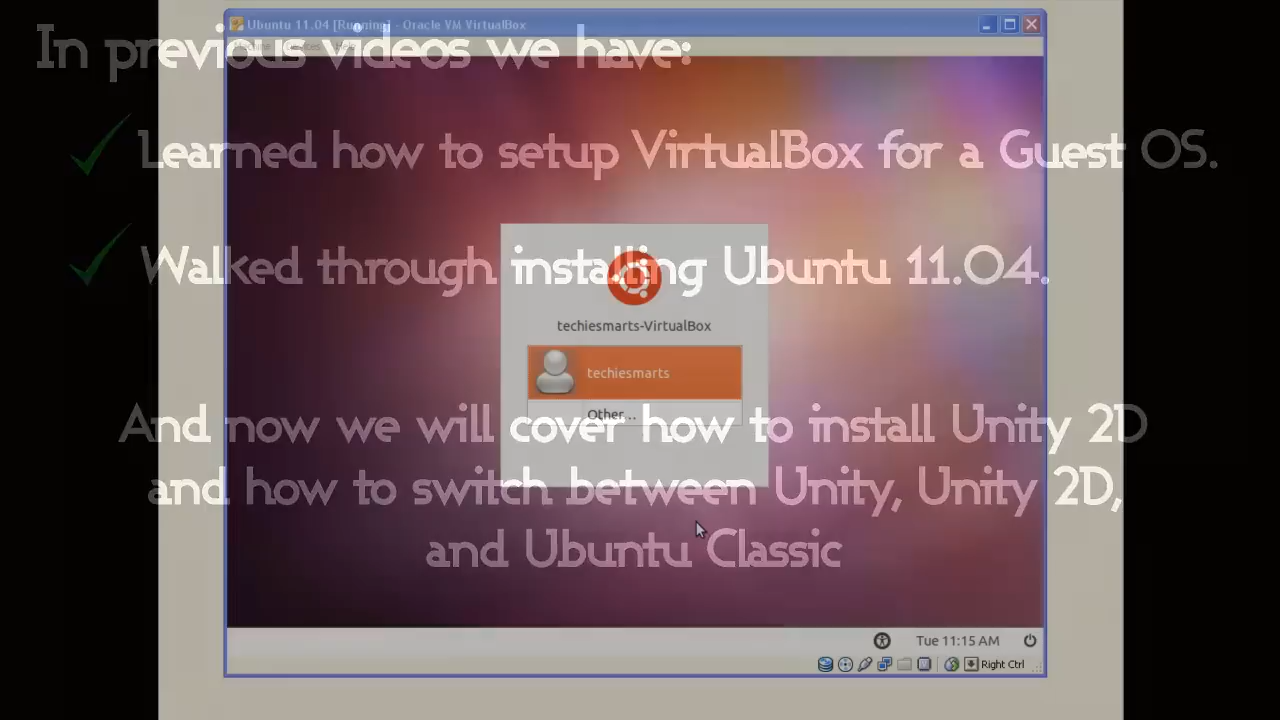 Ubuntu 11.04 [Running] - Oracle VM VirtualBox
Machine Devices Help
In previous videos we have:
Learned how to setup VirtualBox for a Guest OS.
Walked through installing Ubuntu 11.04.
techiesmarts-VirtualBox
techiesmarts
Other...
And now we will cover how to install Unity 2D
and how to switch between Unity, Unity 2D,
and Ubuntu Classic
Tue 11:15 AM
Right Ctrl